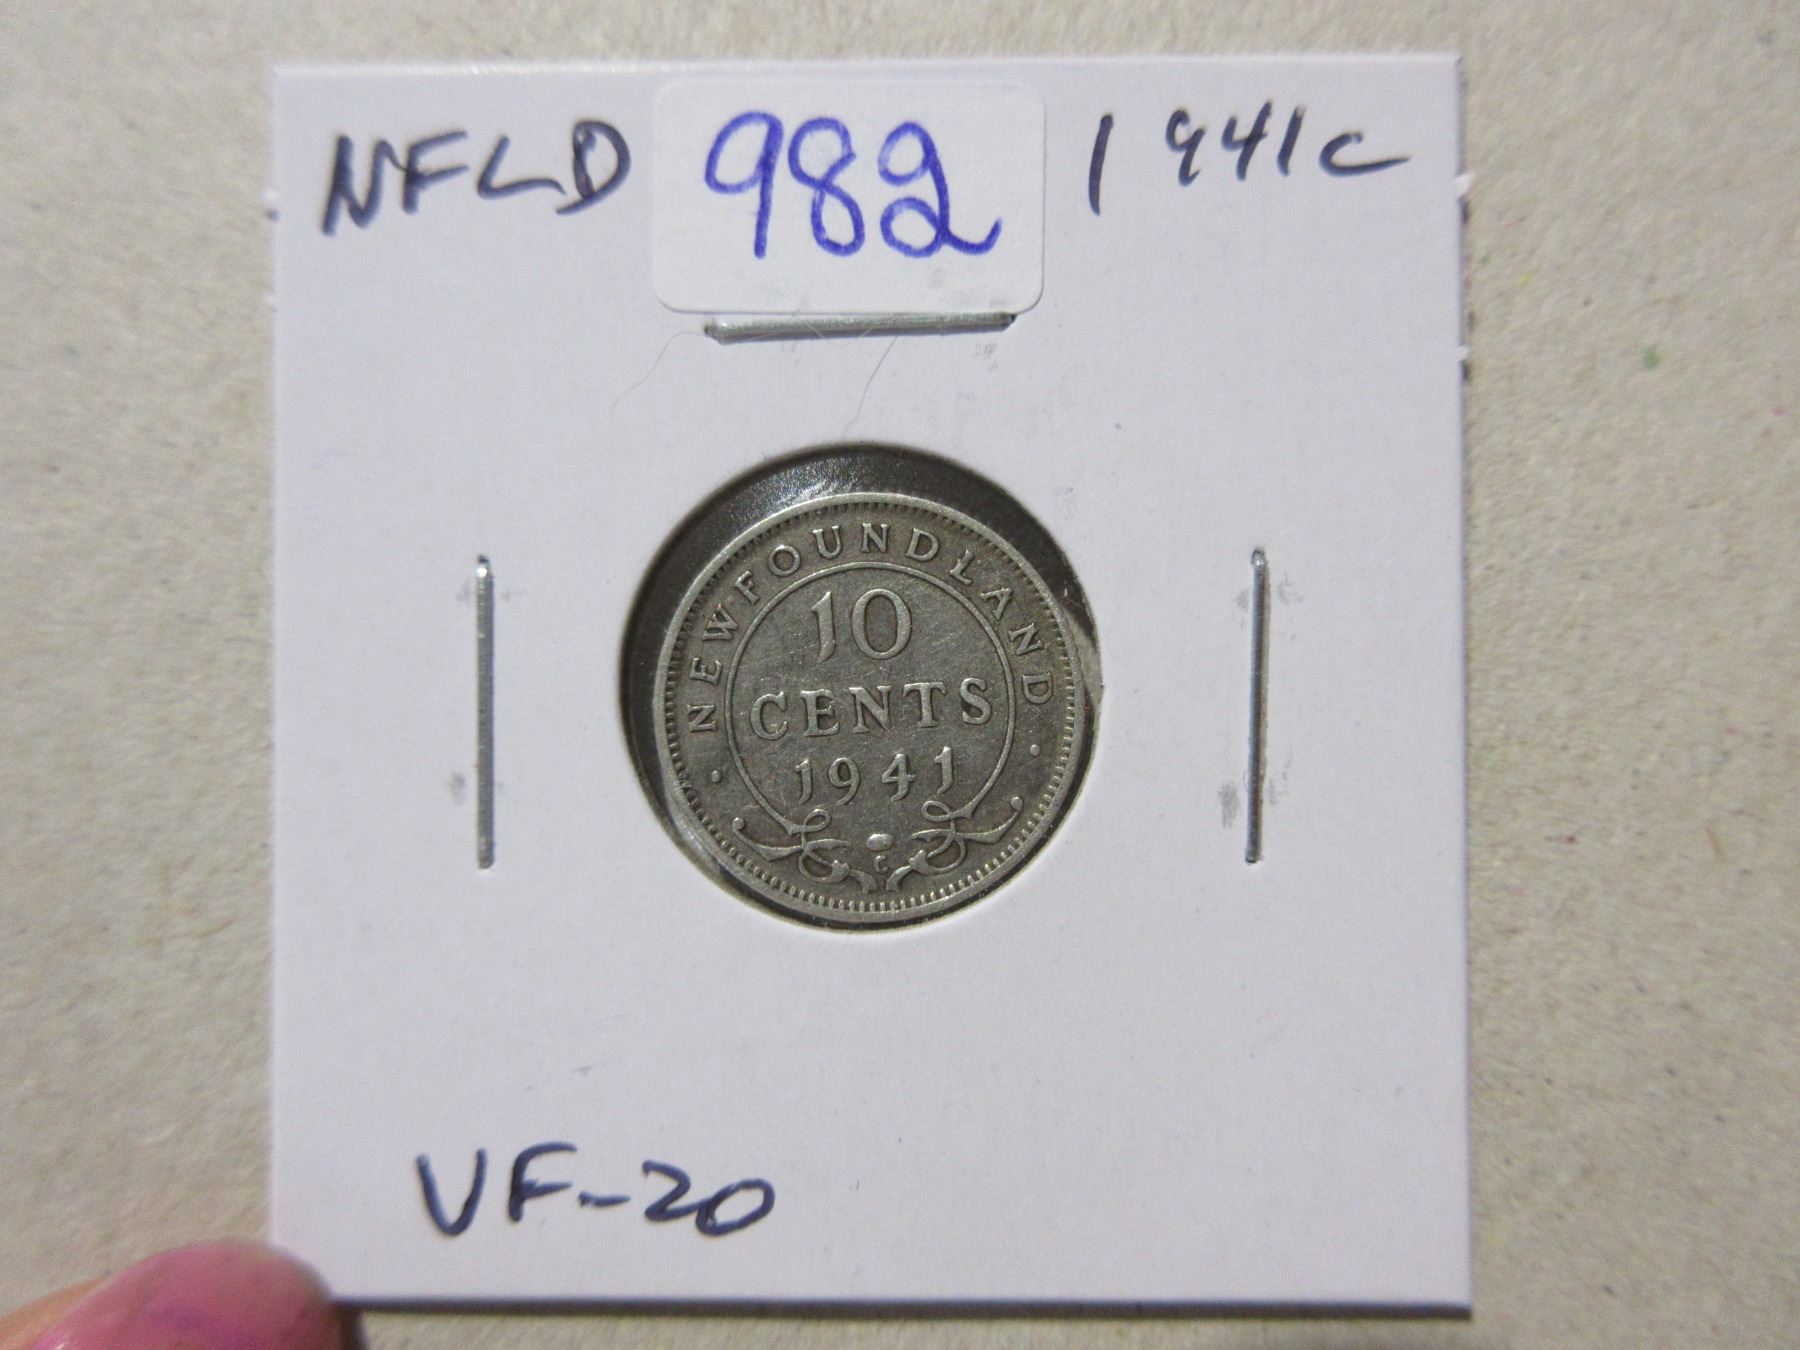 NFLD 982 1941c
NEWFOUNDLAND
10
CENTS
1941
C
VF-20